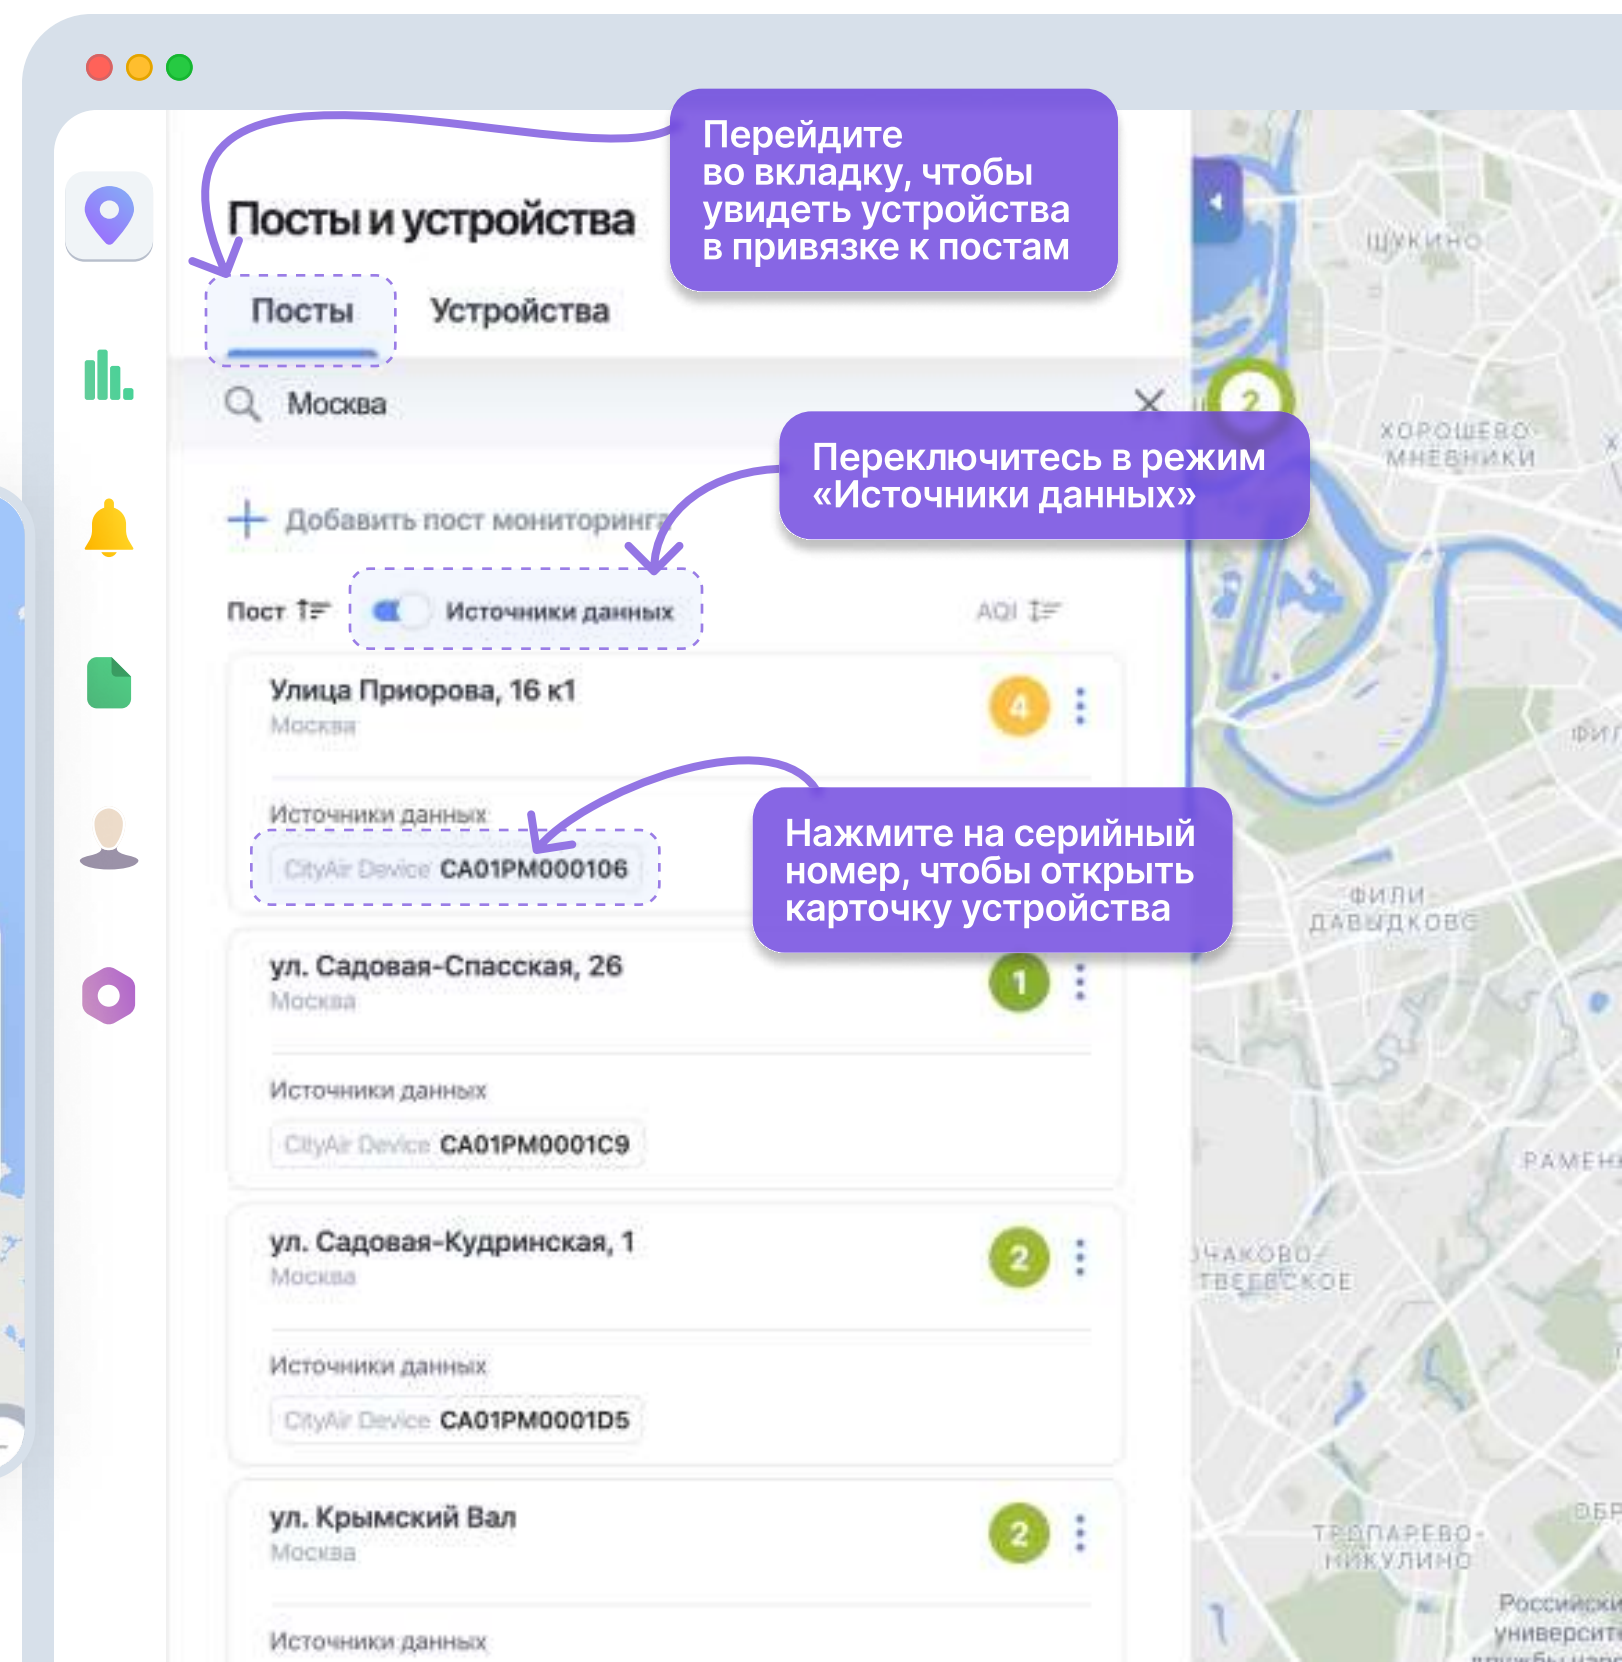 Перейдите
во вкладку, чтобы
увидеть устройства
в привязке к постам
Посты и устройства
Посты
Устройства
Москва
2
Переключитесь в режим
«Источники данных»
Добавить пост мониторинга
Пост
Источники данных
AQI
Улица Приорова, 16 к1
Москва
4
Источники данных
CityAir Device CA01PM000106
Нажмите на серийный
номер, чтобы открыть
карточку устройства
ул. Садовая-Спасская, 26
Москва
1
Источники данных
CityAir Device CA01PM0001C9
ул. Садовая-Кудринская, 1
Москва
2
Источники данных
CityAir Device CA01PM0001D5
ул. Крымский Вал
Москва
2
Источники данных
ЩУКИНО
ХОРОШЕВО-
МНЕВНИКИ
ФИЛИ-
ДАВЫДКОВО
ТРОПАРЕВО-
НИКУЛИНО